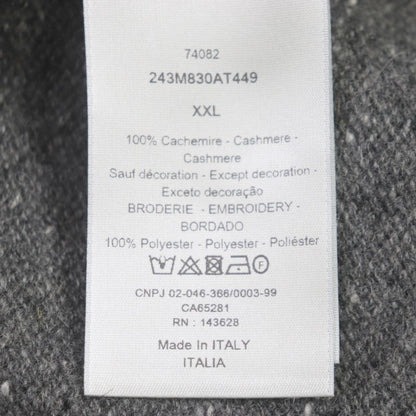 74082
243M830AT449
XXL
100% Cachemire - Cashmere -
Cashmere
Sauf décoration - Except decoration -
Exceto decoração
BRODERIE - EMBROIDERY -
BORDADO
100% Polyester - Polyester - Poliéster
CNPJ 02-046-366/0003-99
CA65281
RN : 143628
Made In ITALY
ITALIA